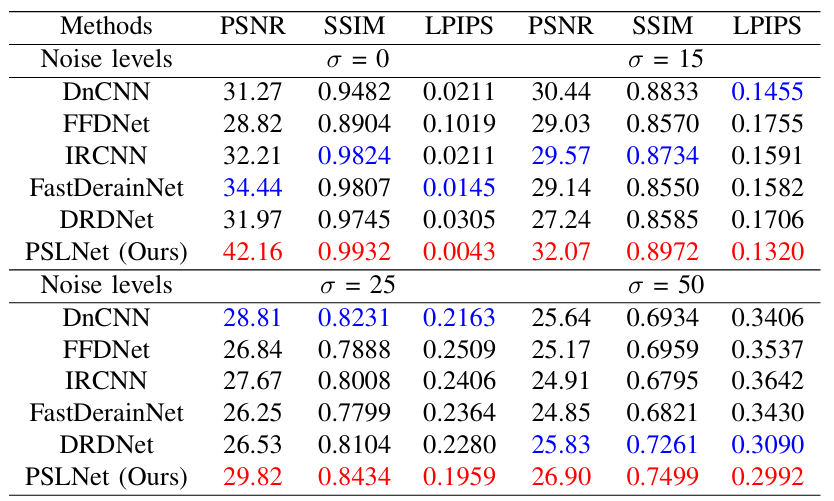 Methods PSNR SSIM LPIPS PSNR SSIM LPIPS
Noise levels σ = 0 σ = 15
DnCNN 31.27 0.9482 0.0211 30.44 0.8833 0.1455
FFDNet 28.82 0.8904 0.1019 29.03 0.8570 0.1755
IRCNN 32.21 0.9824 0.0211 29.57 0.8734 0.1591
FastDerainNet 34.44 0.9807 0.0145 29.14 0.8550 0.1582
DRDNet 31.97 0.9745 0.0305 27.24 0.8585 0.1706
PSLNet (Ours) 42.16 0.9932 0.0043 32.07 0.8972 0.1320
Noise levels σ = 25 σ = 50
DnCNN 28.81 0.8231 0.2163 25.64 0.6934 0.3406
FFDNet 26.84 0.7888 0.2509 25.17 0.6959 0.3537
IRCNN 27.67 0.8008 0.2406 24.91 0.6795 0.3642
FastDerainNet 26.25 0.7799 0.2364 24.85 0.6821 0.3430
DRDNet 26.53 0.8104 0.2280 25.83 0.7261 0.3090
PSLNet (Ours) 29.82 0.8434 0.1959 26.90 0.7499 0.2992